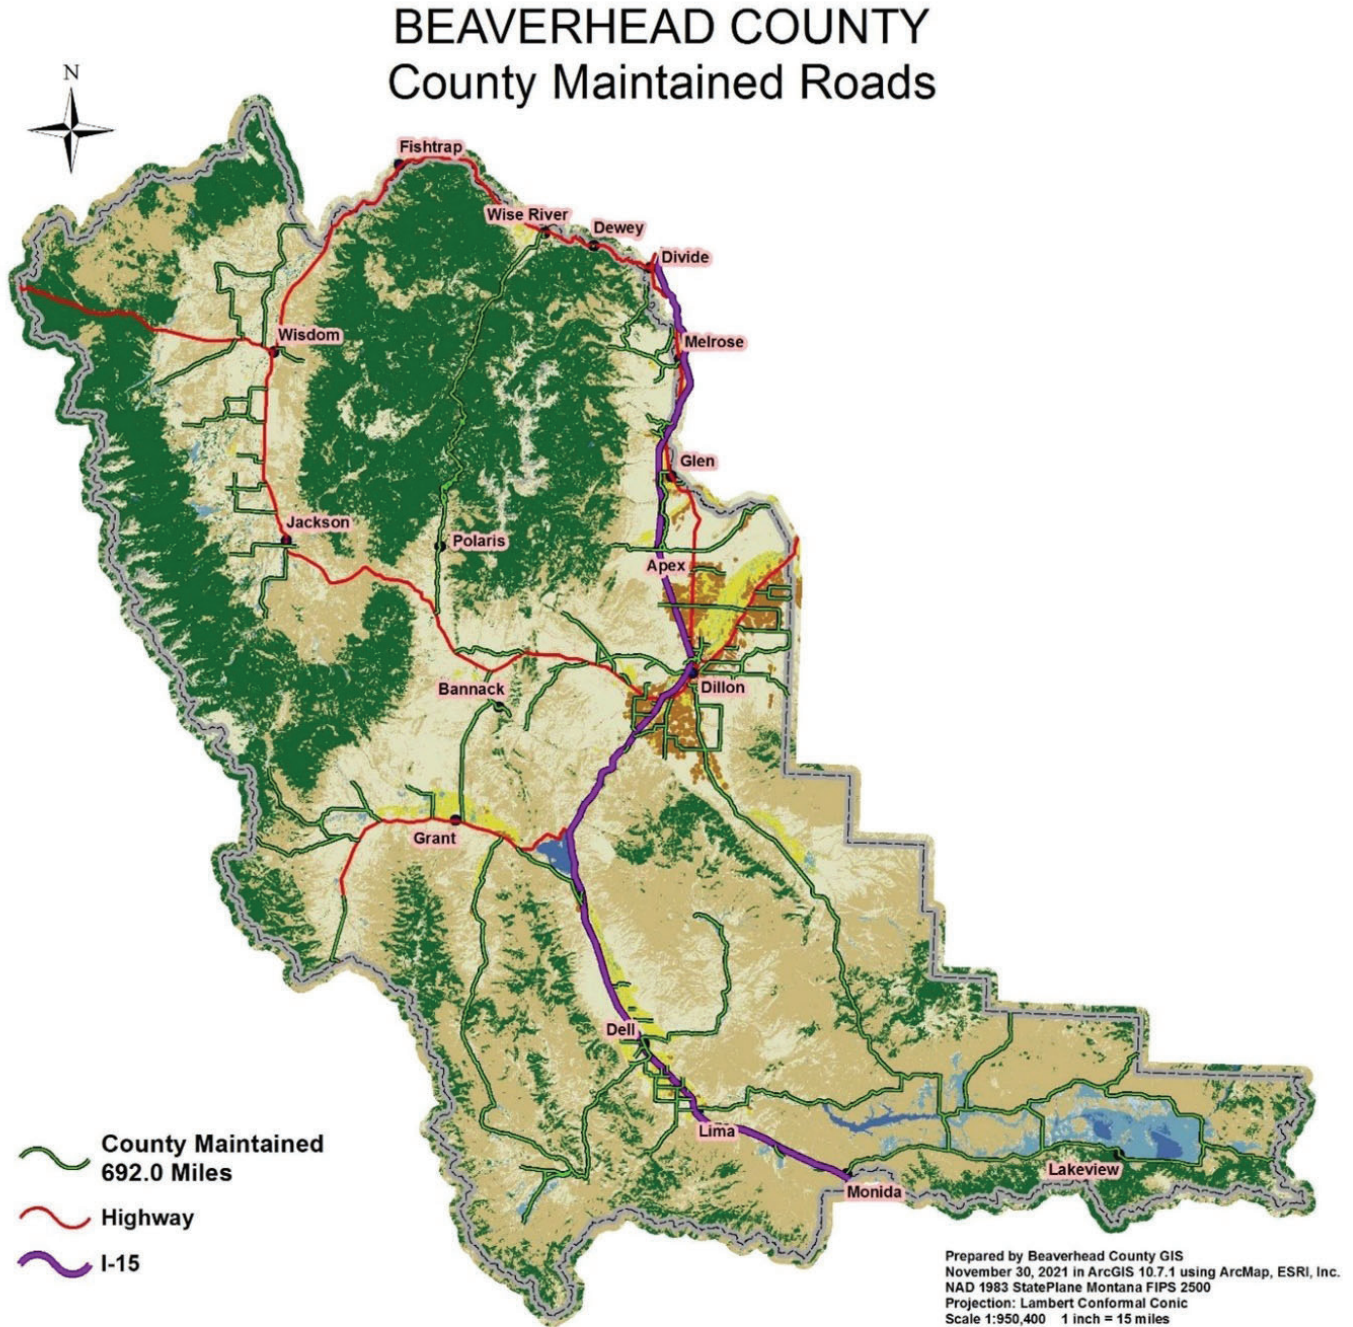 BEAVERHEAD COUNTY
County Maintained Roads
N
Fishtrap
Wise River
Dewey
Divide
Wisdom
Melrose
Glen
Jackson
Polaris
Apex
Bannack
Dillon
Grant
Dell
Lima
Lakeview
Monida
County Maintained
692.0 Miles
Highway
I-15
Prepared by Beaverhead County GIS
November 30, 2021 in ArcGIS 10.7.1 using ArcMap, ESRI, Inc.
NAD 1983 StatePlane Montana FIPS 2500
Projection: Lambert Conformal Conic
Scale 1:950,400 1 inch = 15 miles